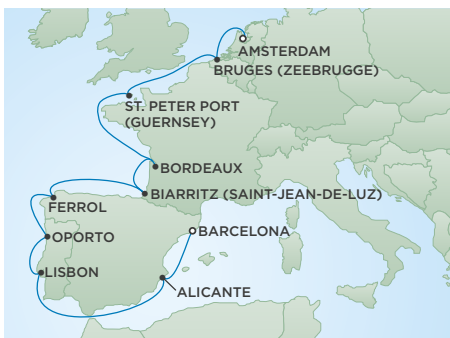 AMSTERDAM
BRUGES (ZEEBRUGGE)
ST. PETER PORT
(GUERNSEY)
BORDEAUX
BIARRITZ (SAINT-JEAN-DE-LUZ)
FERROL
OPORTO
BARCELONA
LISBON
ALICANTE